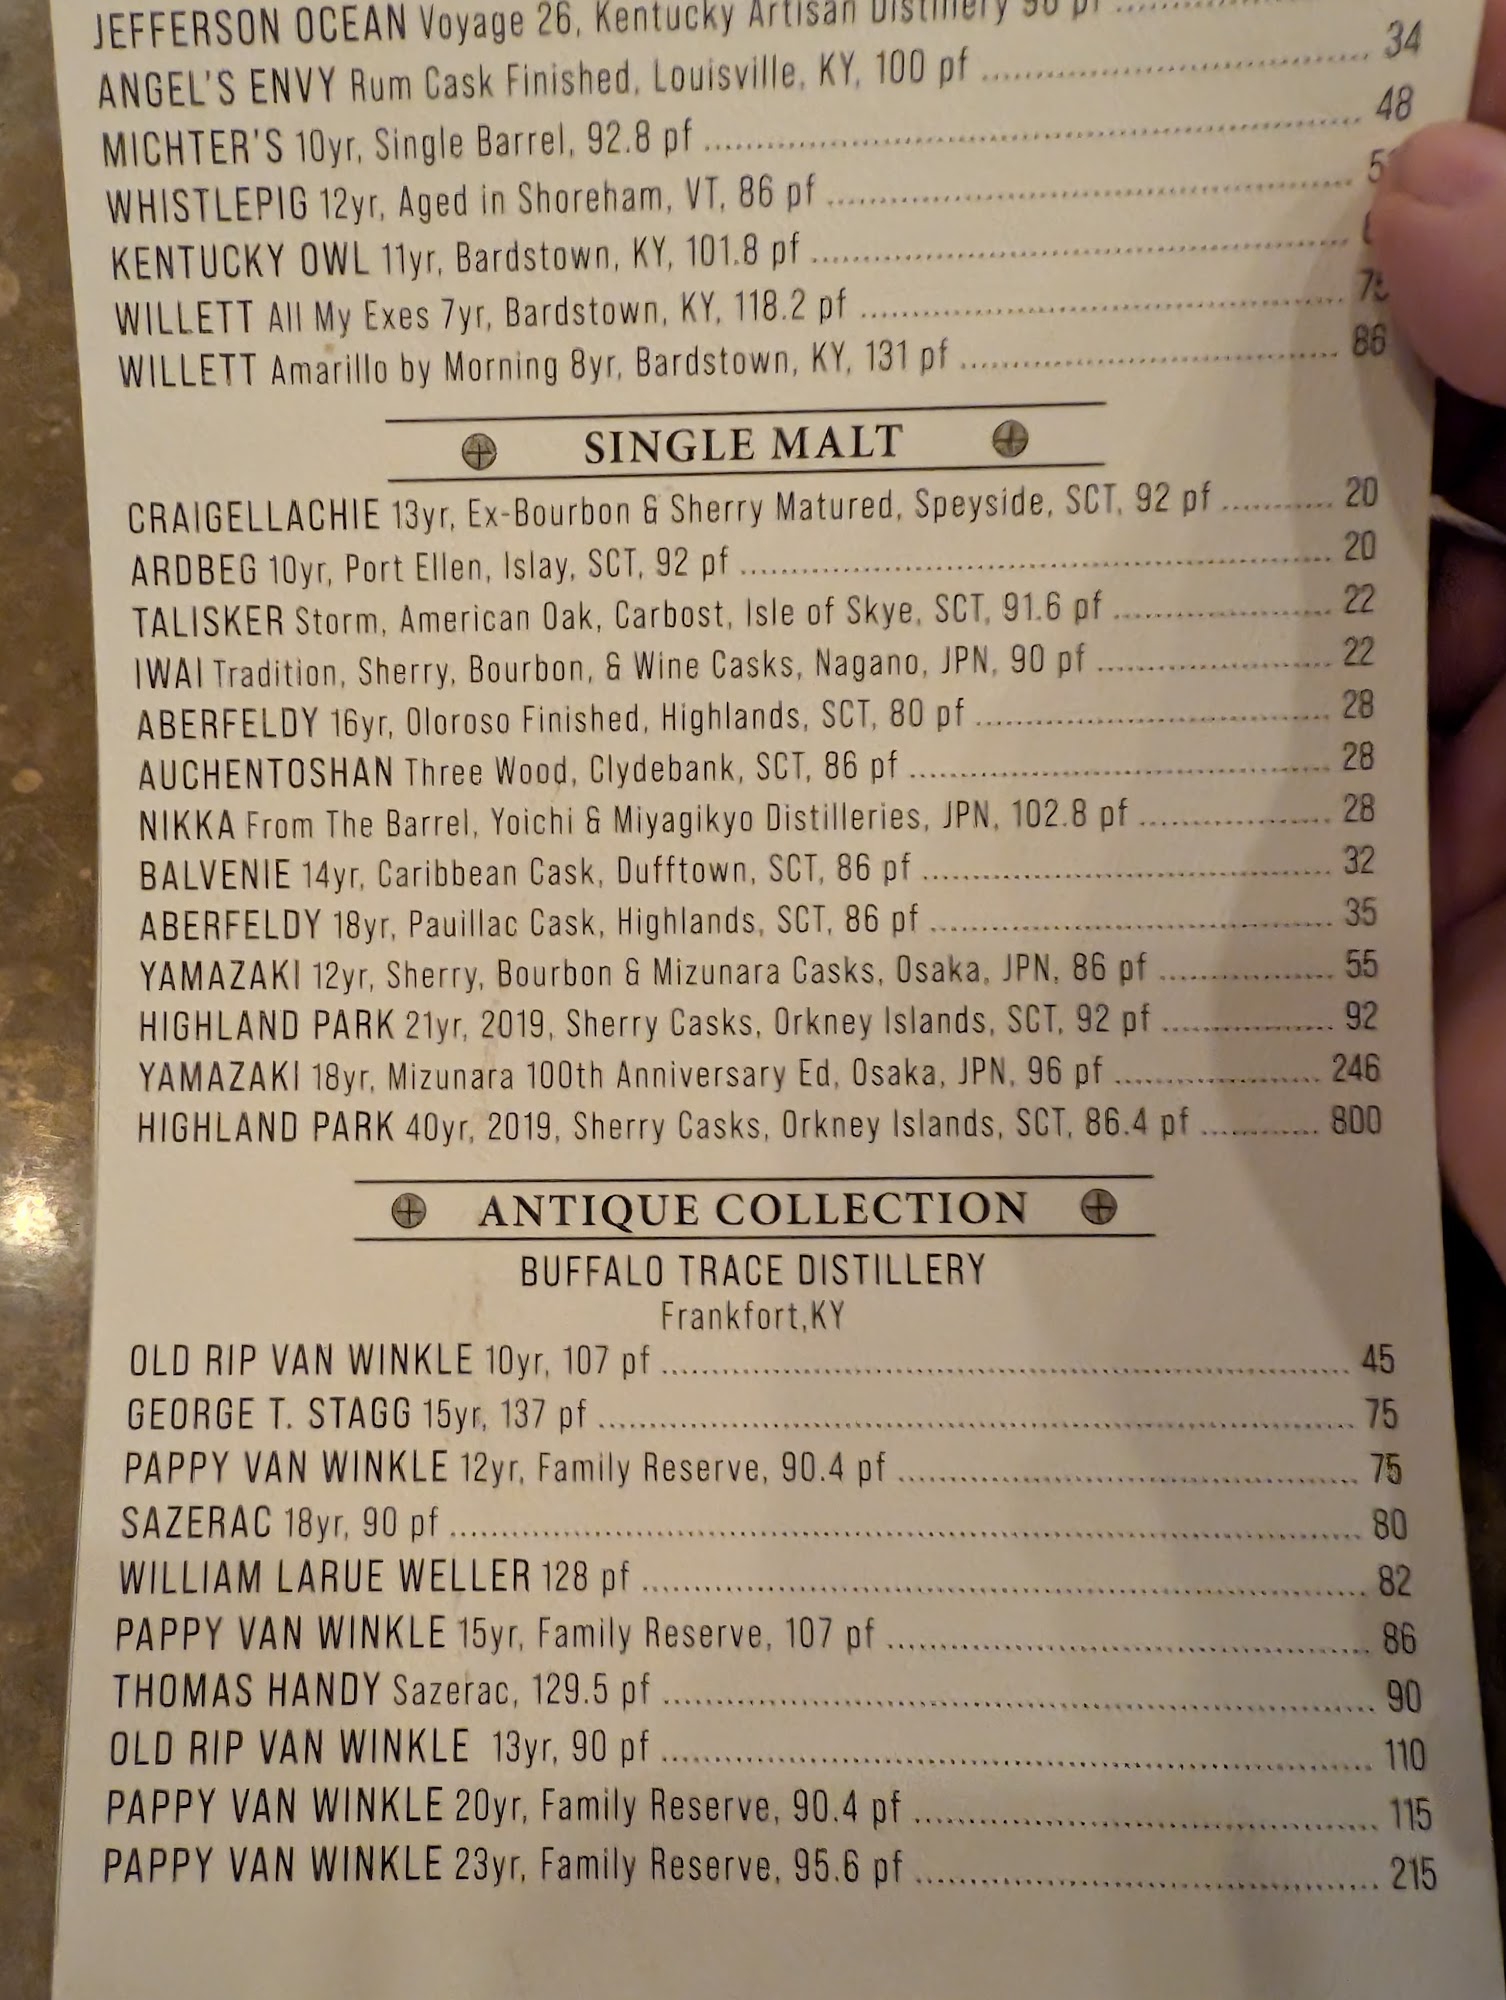 JEFFERSON OCEAN Voyage 26, Kentucky Artisan Distillery pf
ANGEL'S ENVY Rum Cask Finished, Louisville, KY, 100 pf ........ 34
MICHTER'S 10yr, Single Barrel, 92.8 pf ........ 48
WHISTLEPIG 12yr, Aged in Shoreham, VT, 86 pf ........
KENTUCKY OWL 11yr, Bardstown, KY, 101.8 pf ........
WILLETT All My Exes 7yr, Bardstown, KY, 118.2 pf ........
WILLETT Amarillo by Morning 8yr, Bardstown, KY, 131 pf ........ 86
SINGLE MALT
CRAIGELLACHIE 13yr, Ex-Bourbon & Sherry Matured, Speyside, SCT, 92 pf ........ 20
ARDBEG 10yr, Port Ellen, Islay, SCT, 92 pf ........ 20
TALISKER Storm, American Oak, Carbost, Isle of Skye, SCT, 91.6 pf ........ 22
IWAI Tradition, Sherry, Bourbon, & Wine Casks, Nagano, JPN, 90 pf ........ 22
ABERFELDY 16yr, Oloroso Finished, Highlands, SCT, 80 pf ........ 28
AUCHENTOSHAN Three Wood, Clydebank, SCT, 86 pf ........ 28
NIKKA From The Barrel, Yoichi & Miyagikyo Distilleries, JPN, 102.8 pf ........ 28
BALVENIE 14yr, Caribbean Cask, Dufftown, SCT, 86 pf ........ 32
ABERFELDY 18yr, Pauillac Cask, Highlands, SCT, 86 pf ........ 35
YAMAZAKI 12yr, Sherry, Bourbon & Mizunara Casks, Osaka, JPN, 86 pf ........ 55
HIGHLAND PARK 21yr, 2019, Sherry Casks, Orkney Islands, SCT, 92 pf ........ 92
YAMAZAKI 18yr, Mizunara 100th Anniversary Ed, Osaka, JPN, 96 pf ........ 246
HIGHLAND PARK 40yr, 2019, Sherry Casks, Orkney Islands, SCT, 86.4 pf ........ 800
ANTIQUE COLLECTION
BUFFALO TRACE DISTILLERY
Frankfort,KY
OLD RIP VAN WINKLE 10yr, 107 pf ........ 45
GEORGE T. STAGG 15yr, 137 pf ........ 75
PAPPY VAN WINKLE 12yr, Family Reserve, 90.4 pf ........ 75
SAZERAC 18yr, 90 pf ........ 80
WILLIAM LARUE WELLER 128 pf ........ 82
PAPPY VAN WINKLE 15yr, Family Reserve, 107 pf ........ 86
THOMAS HANDY Sazerac, 129.5 pf ........ 90
OLD RIP VAN WINKLE 13yr, 90 pf ........ 110
PAPPY VAN WINKLE 20yr, Family Reserve, 90.4 pf ........ 115
PAPPY VAN WINKLE 23yr, Family Reserve, 95.6 pf ........ 215